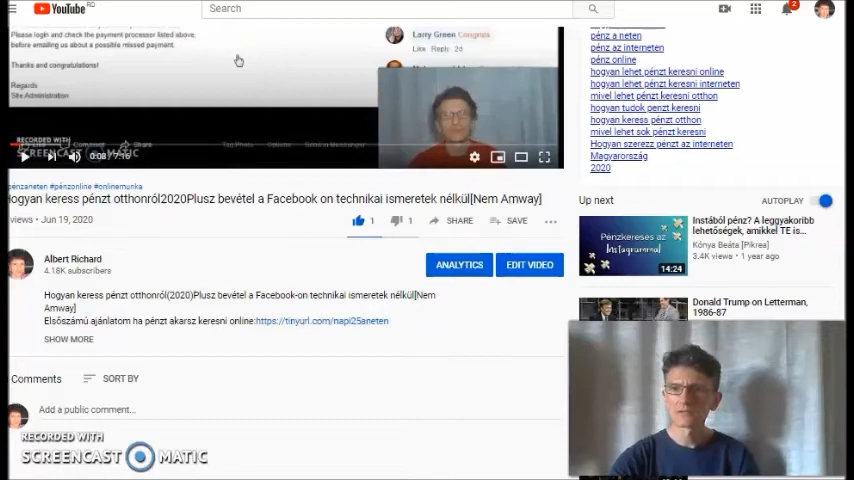 YouTube RO
Search
2
Please login and check the payment processor listed above,
before emailing us about a possible missed payment.
Thanks and congratulations!
Regards
Site Administration
Larry Green Congrats
Like · Reply · 2d
RECORDED WITH
SCREENCAST MATIC
0:08 / 7:16
pénzaneten #pénzonline #onlinemunka
Hogyan keress pénzt otthonról2020Plusz bevétel a Facebook on technikai ismeretek nélkül[Nem Amway]
views • Jun 19, 2020
1
1
SHARE
SAVE
Albert Richard
4.18K subscribers
ANALYTICS
EDIT VIDEO
Hogyan keress pénzt otthonról(2020)Plusz bevétel a Facebook-on technikai ismeretek nélkül[Nem
Amway]
Elsőszámú ajánlatom ha pénzt akarsz keresni online:https://tinyurl.com/napi25aneten
SHOW MORE
Comments
SORT BY
Add a public comment...
RECORDED WITH
SCREENCAST MATIC
pénz a neten
pénz az interneten
pénz online
hogyan lehet pénzt keresni online
hogyan lehet pénzt keresni interneten
mivel lehet pénzt keresni otthon
hogyan tudok pénzt keresni
hogyan keress pénzt otthon
mivel lehet sok pénzt keresni
Hogyan szerezz pénzt az interneten
Magyarország
2020
Up next
AUTOPLAY
Pénzkeresés az
Instagrammal
14:24
Instából pénz? A leggyakoribb
lehetőségek, amikkel TE is...
Kónya Beáta [Pikrea]
3.4K views • 1 year ago
Donald Trump on Letterman,
1986-87